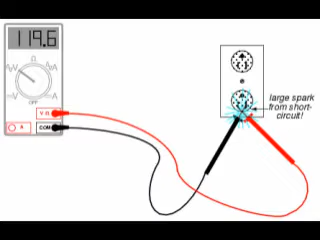 119.6
V
A
V
A
OFF
V Ω
A
COM
large spark
from short-
circuit!